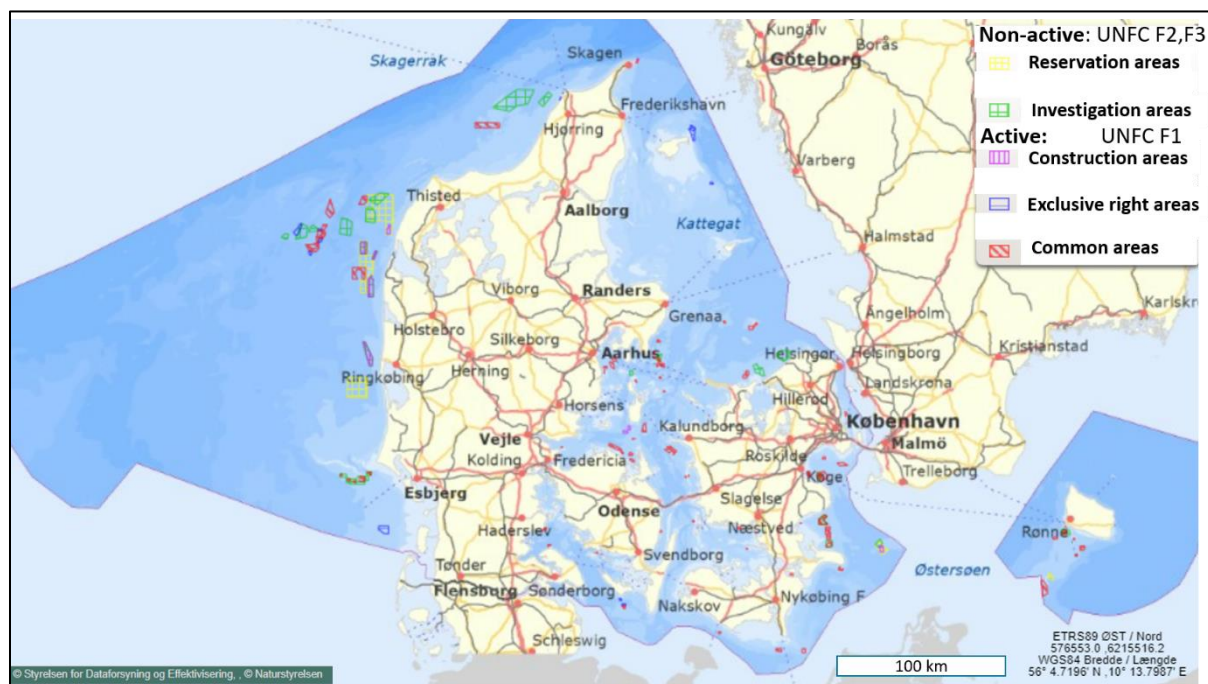 Non-active: UNFC F2,F3
Reservation areas
Investigation areas
Active: UNFC F1
Construction areas
Exclusive right areas
Common areas
Skagerrak
Skagen
Kungälv
Borås
Göteborg
Frederikshavn
Hjørring
Varberg
Thisted
Aalborg
Kattegat
Halmstad
Viborg
Randers
Grenaa
Ängelholm
Karlskr
Holstebro
Silkeborg
Aarhus
Helsingør
Helsingborg
Kristianstad
Herning
Ringkøbing
Landskrona
Hillerød
Horsens
København
Kalundborg
Vejle
Malmö
Kolding
Fredericia
Roskilde
Trelleborg
Køge
Esbjerg
Odense
Slagelse
Haderslev
Næstved
Rønne
Svendborg
Østersøen
Tønder
Flensborg
Sønderborg
Nakskov
Nykøbing F
Schleswig
ETRS89 ØST / Nord
576553.0 ,6215516.2
WGS84 Bredde / Længde
56° 4.7196' N ,10° 13.7987' E
100 km
© Styrelsen for Dataforsyning og Effektivisering, , © Naturstyrelsen